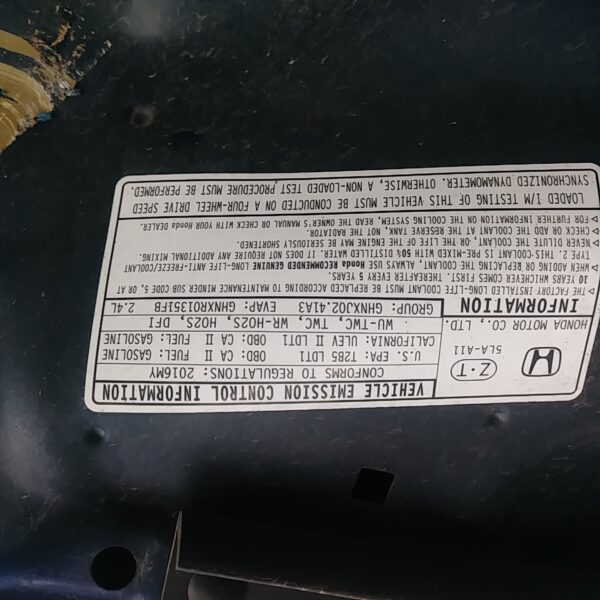 VEHICLE EMISSION CONTROL INFORMATION
CONFORMS TO REGULATIONS: 2016MY
U.S. EPA: T2B5 LDT1 OBD: CA II FUEL: GASOLINE
CALIFORNIA: ULEV II LDT1 OBD: CA II FUEL: GASOLINE
WU-TWC, TWC, WR-HO2S, HO2S, DFI
GROUP: GHNXJ02.41A3 EVAP: GHNXR01351FB 2.4L
Z·T 5LA-A11
HONDA MOTOR CO., LTD.
INFORMATION
▷ THE FACTORY INSTALLED COOLANT-LIFE-LONG MUST BE REPLACED ACCORDING TO MAINTENANCE MINDER SUB CODE 5, OR AT
10 YEARS WHICHEVER COMES FIRST. THEREAFTER EVERY 5 YEARS.
▷ WHEN ADDING OR REPLACING THE COOLANT, ALWAYS USE Honda RECOMMENDED GENUINE LONG-LIFE ANTI-FREEZE/COOLANT
TYPE 2. THIS COOLANT IS PRE-MIXED WITH 50% DISTILLED WATER. IT DOES NOT REQUIRE ANY ADDITIONAL MIXING.
▷ NEVER DILUTE THE COOLANT, OR THE LIFE OF THE ENGINE MAY BE SERIOUSLY SHORTENED.
▷ CHECK OR ADD THE COOLANT AT THE RESERVE TANK, NOT THE RADIATOR.
▷ FOR FURTHER INFORMATION ON THE COOLING SYSTEM, READ THE OWNER'S MANUAL OR CHECK WITH YOUR Honda DEALER.
LOADED I/M TESTING OF THIS VEHICLE MUST BE CONDUCTED ON A FOUR-WHEEL DRIVE SPEED
SYNCHRONIZED DYNAMOMETER. OTHERWISE, A NON-LOADED TEST PROCEDURE MUST BE PERFORMED.